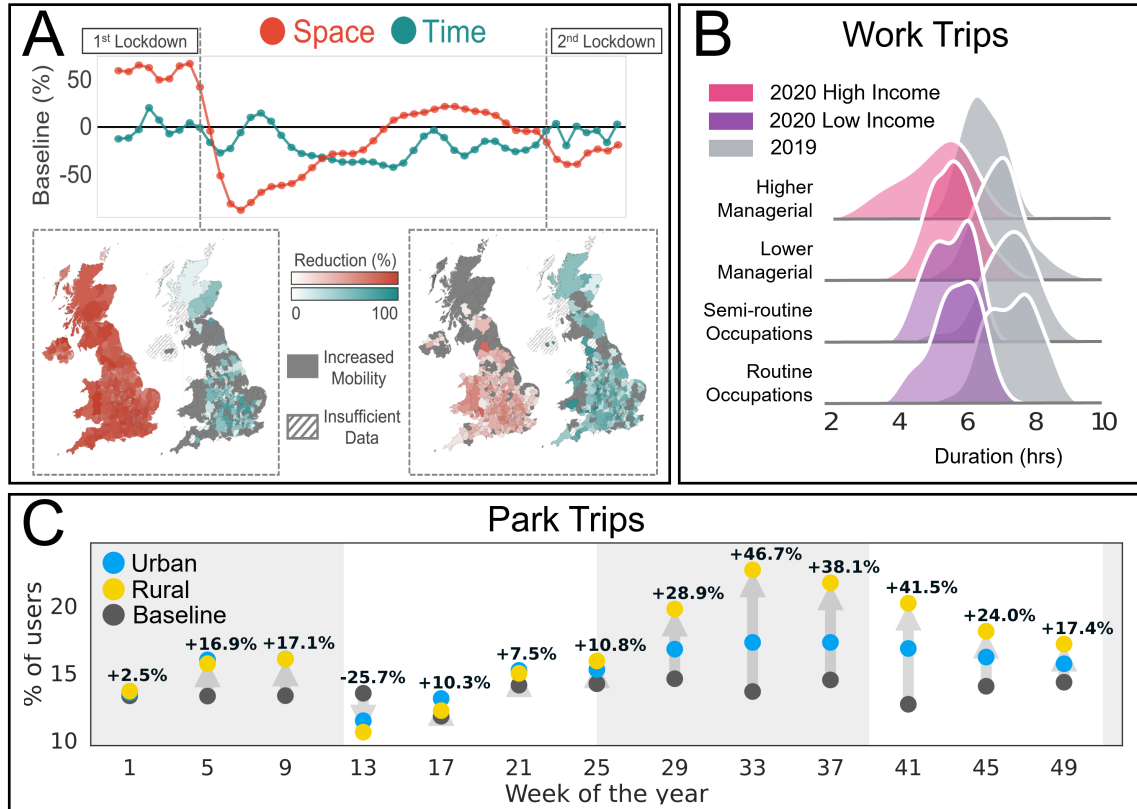 A
Space
Time
1st Lockdown
2nd Lockdown
Baseline (%)
50
0
-50
Reduction (%)
0
100
Increased
Mobility
Insufficient
Data
B
Work Trips
2020 High Income
2020 Low Income
2019
Higher
Managerial
Lower
Managerial
Semi-routine
Occupations
Routine
Occupations
2 4 6 8 10
Duration (hrs)
C
Park Trips
Urban
Rural
Baseline
% of users
20
15
10
+2.5%
+16.9%
+17.1%
-25.7%
+10.3%
+7.5%
+10.8%
+28.9%
+46.7%
+38.1%
+41.5%
+24.0%
+17.4%
1 5 9 13 17 21 25 29 33 37 41 45 49
Week of the year